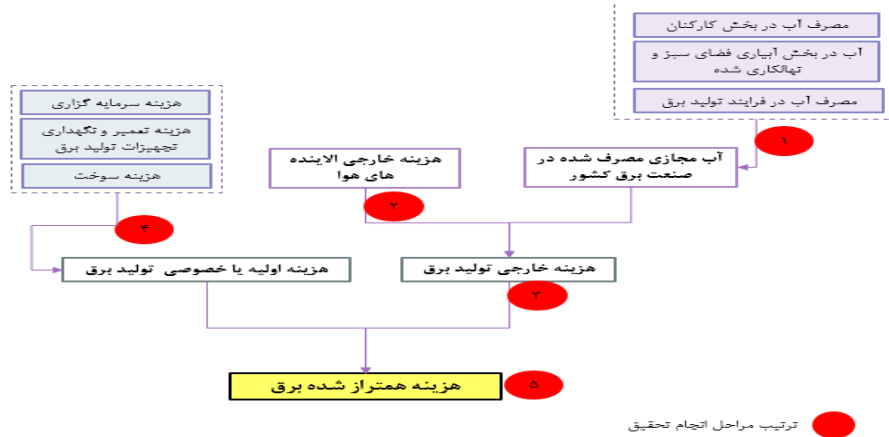 مصرف آب در بخش کارکنان
آب در بخش آبیاری فضای سبز و
نهالکاری شده
مصرف آب در فرایند تولید برق
۱
آب مجازی مصرف شده در
صنعت برق کشور
هزینه خارجی الاینده
های هوا
۲
هزینه سرمایه گزاری
هزینه تعمیر و نگهداری
تجهیزات تولید برق
هزینه سوخت
۴
هزینه خارجی تولید برق
۳
هزینه اولیه یا خصوصی تولید برق
هزینه همتراز شده برق
۵
ترتیب مراحل انجام تحقیق